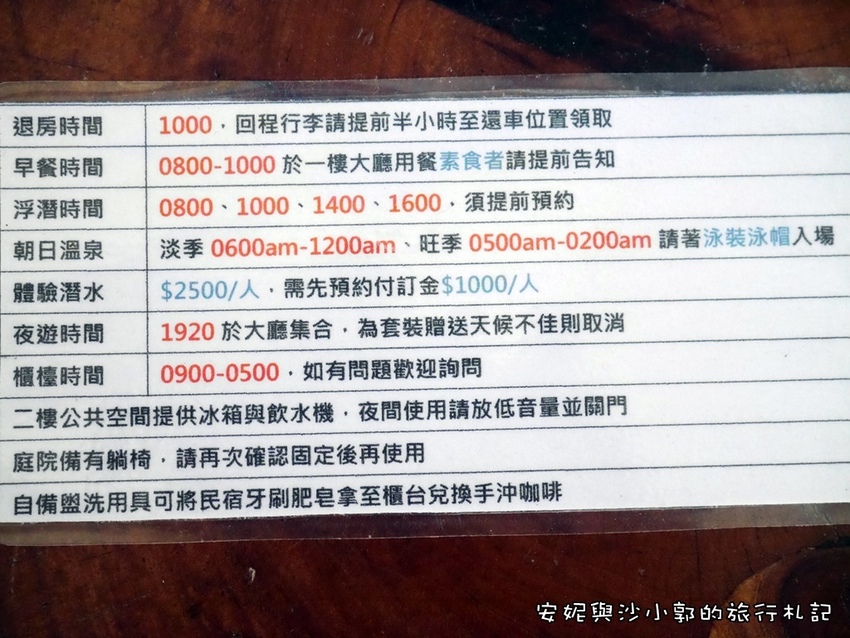 退房時間 1000，回程行李請提前半小時至還車位置領取
早餐時間 0800-1000 於一樓大廳用餐素食者請提前告知
浮潛時間 0800、1000、1400、1600，須提前預約
朝日溫泉 淡季 0600am-1200am、旺季 0500am-0200am 請著泳裝泳帽入場
體驗潛水 $2500/人，需先預約付訂金$1000/人
夜遊時間 1920 於大廳集合，為套裝贈送天候不佳則取消
櫃檯時間 0900-0500，如有問題歡迎詢問
二樓公共空間提供冰箱與飲水機，夜間使用請放低音量並關門
庭院備有躺椅，請再次確認固定後再使用
自備盥洗用具可將民宿牙刷肥皂拿至櫃台兌換手沖咖啡
安妮與沙小郭的旅行札記